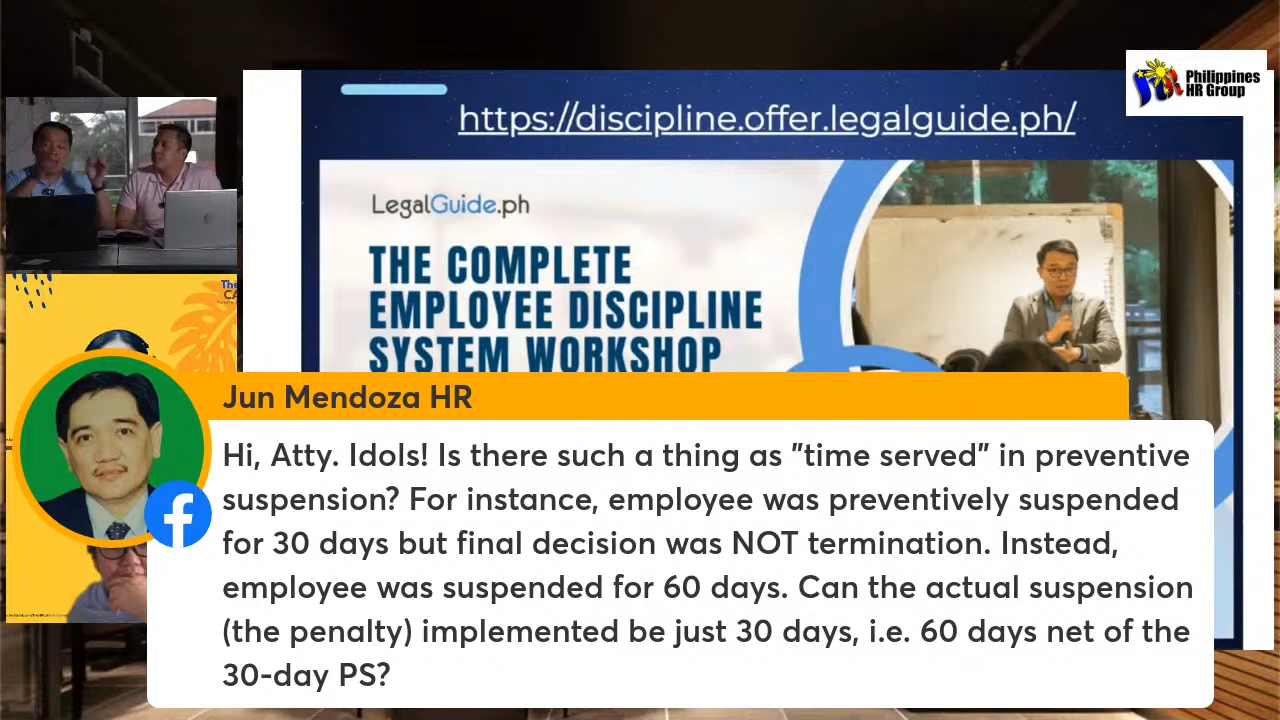 Philippines
HR Group
https://discipline.offer.legalguide.ph/
LegalGuide.ph
THE COMPLETE
EMPLOYEE DISCIPLINE
SYSTEM WORKSHOP
Jun Mendoza HR
Hi, Atty. Idols! Is there such a thing as "time served" in preventive
suspension? For instance, employee was preventively suspended
for 30 days but final decision was NOT termination. Instead,
employee was suspended for 60 days. Can the actual suspension
(the penalty) implemented be just 30 days, i.e. 60 days net of the
30-day PS?